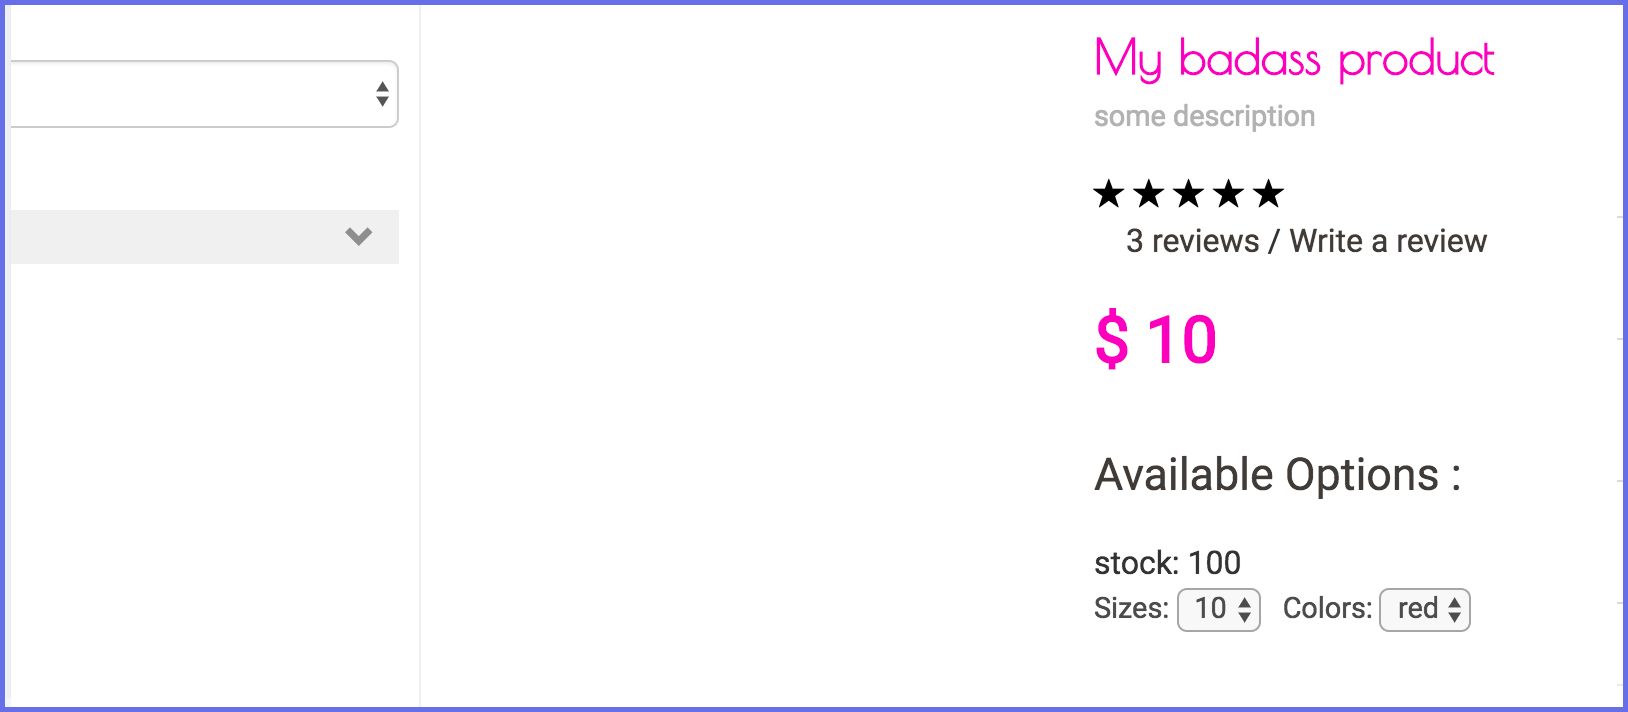 My badass product
some description
★★★★★
3 reviews / Write a review
$ 10
Available Options :
stock: 100
Sizes: 10 Colors: red